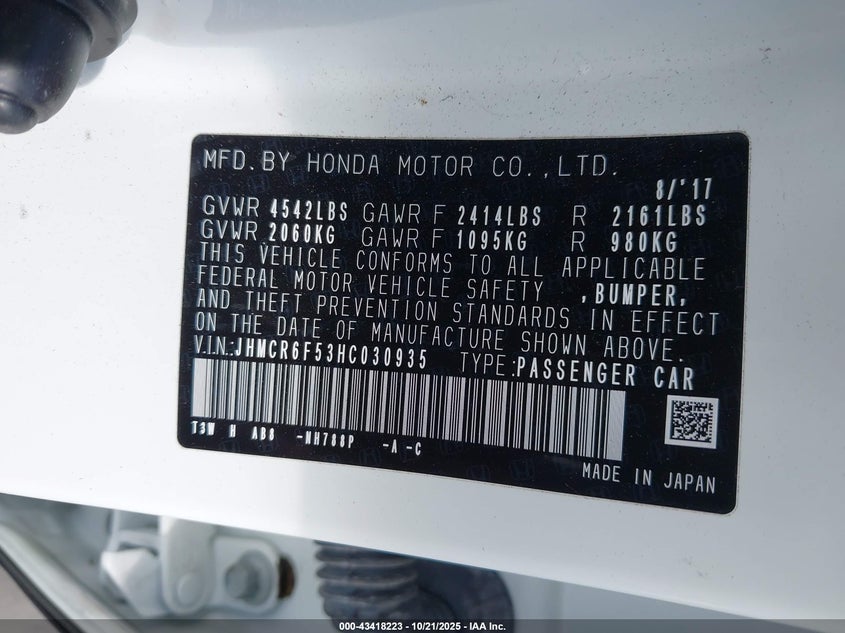 MFD. BY HONDA MOTOR CO.,LTD.
8/'17
GVWR 4542LBS GAWR F 2414LBS R 2161LBS
GVWR 2060KG GAWR F 1095KG R 980KG
THIS VEHICLE CONFORMS TO ALL APPLICABLE
FEDERAL MOTOR VEHICLE SAFETY ,BUMPER,
AND THEFT PREVENTION STANDARDS IN EFFECT
ON THE DATE OF MANUFACTURE SHOWN ABOVE.
V.I.N:JHMCR6F53HC030935 TYPE:PASSENGER CAR
T3W H AB8 -NH788P -A -C
MADE IN JAPAN
000-43418223 - 10/21/2025 - IAA Inc.